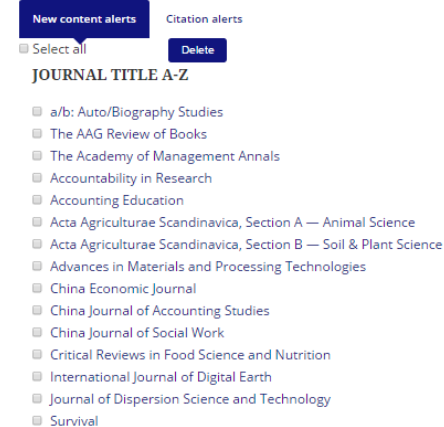 New content alerts Citation alerts
Select all Delete
JOURNAL TITLE A-Z
a/b: Auto/Biography Studies
The AAG Review of Books
The Academy of Management Annals
Accountability in Research
Accounting Education
Acta Agriculturae Scandinavica, Section A — Animal Science
Acta Agriculturae Scandinavica, Section B — Soil & Plant Science
Advances in Materials and Processing Technologies
China Economic Journal
China Journal of Accounting Studies
China Journal of Social Work
Critical Reviews in Food Science and Nutrition
International Journal of Digital Earth
Journal of Dispersion Science and Technology
Survival